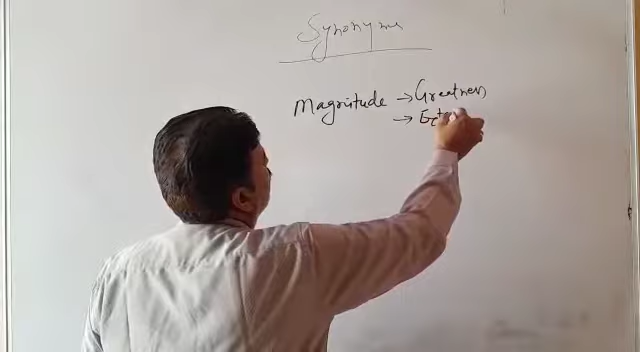 Synonyms
Magnitude → Greatness
→